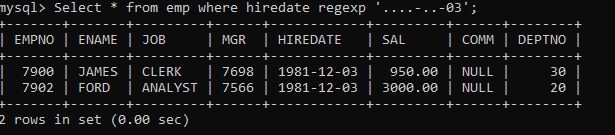 mysql> Select * from emp where hiredate regexp '....-..-03';
+-------+-------+---------+------+------------+---------+------+--------+
| EMPNO | ENAME | JOB     | MGR  | HIREDATE   | SAL     | COMM | DEPTNO |
+-------+-------+---------+------+------------+---------+------+--------+
|  7900 | JAMES | CLERK   | 7698 | 1981-12-03 |  950.00 | NULL |     30 |
|  7902 | FORD  | ANALYST | 7566 | 1981-12-03 | 3000.00 | NULL |     20 |
+-------+-------+---------+------+------------+---------+------+--------+
2 rows in set (0.00 sec)